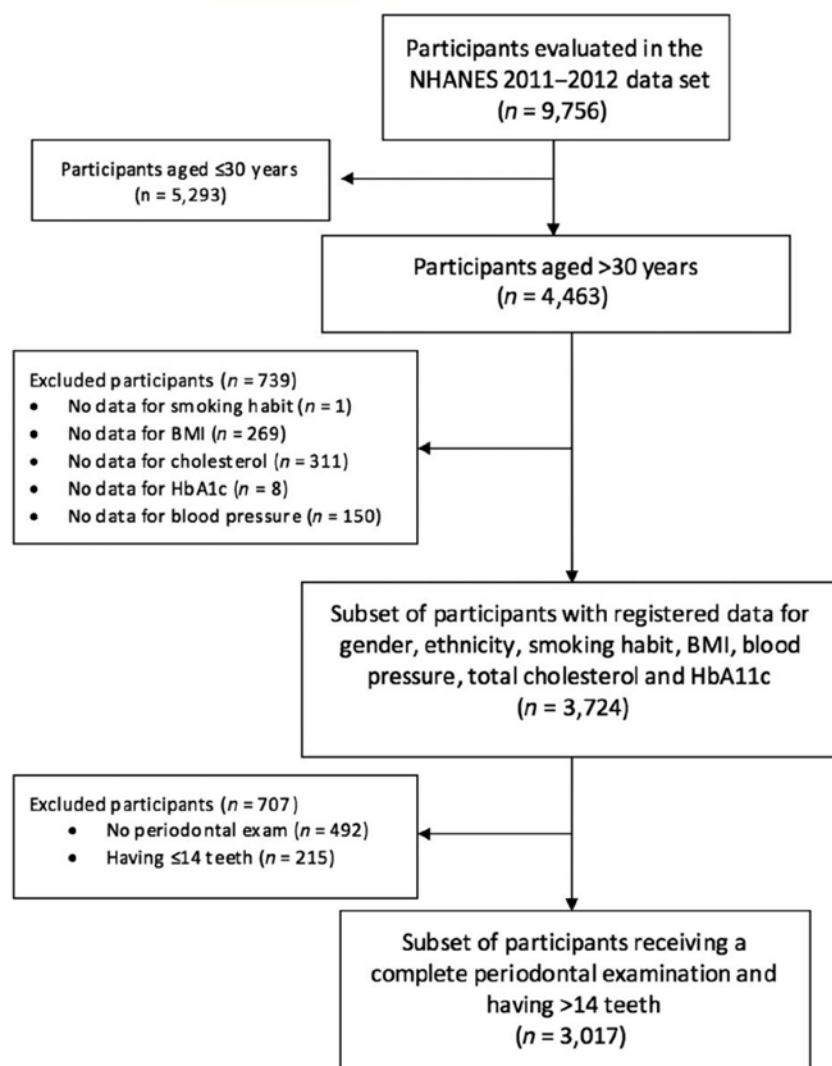 Participants evaluated in the
NHANES 2011–2012 data set
(n = 9,756)
Participants aged ≤30 years
(n = 5,293)
Participants aged >30 years
(n = 4,463)
Excluded participants (n = 739)
• No data for smoking habit (n = 1)
• No data for BMI (n = 269)
• No data for cholesterol (n = 311)
• No data for HbA1c (n = 8)
• No data for blood pressure (n = 150)
Subset of participants with registered data for
gender, ethnicity, smoking habit, BMI, blood
pressure, total cholesterol and HbA11c
(n = 3,724)
Excluded participants (n = 707)
• No periodontal exam (n = 492)
• Having ≤14 teeth (n = 215)
Subset of participants receiving a
complete periodontal examination and
having >14 teeth
(n = 3,017)